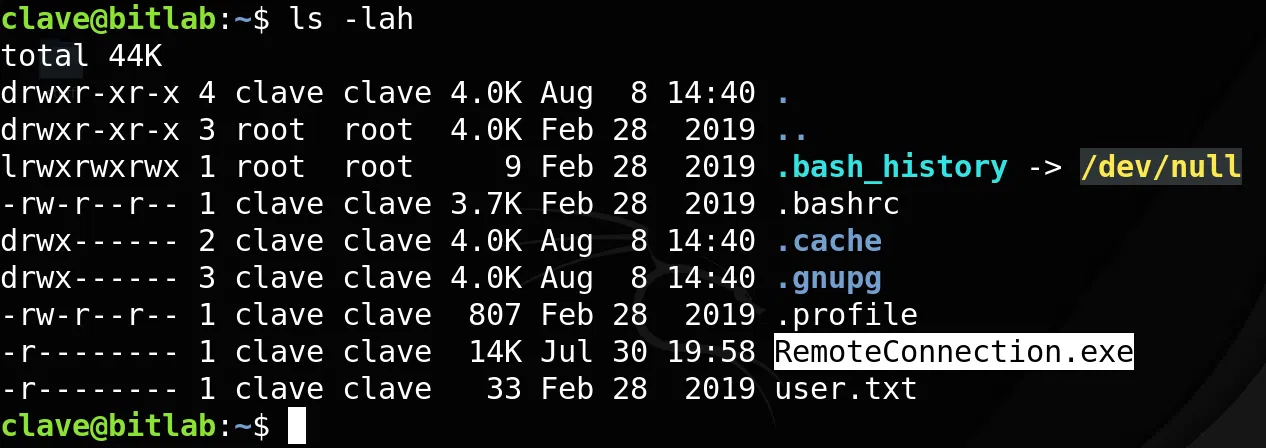 clave@bitlab:~$ ls -lah
total 44K
drwxr-xr-x 4 clave clave 4.0K Aug  8 14:40 .
drwxr-xr-x 3 root  root  4.0K Feb 28  2019 ..
lrwxrwxrwx 1 root  root     9 Feb 28  2019 .bash_history -> /dev/null
-rw-r--r-- 1 clave clave 3.7K Feb 28  2019 .bashrc
drwx------ 2 clave clave 4.0K Aug  8 14:40 .cache
drwx------ 3 clave clave 4.0K Aug  8 14:40 .gnupg
-rw-r--r-- 1 clave clave  807 Feb 28  2019 .profile
-r-------- 1 clave clave  14K Jul 30 19:58 RemoteConnection.exe
-r-------- 1 clave clave   33 Feb 28  2019 user.txt
clave@bitlab:~$